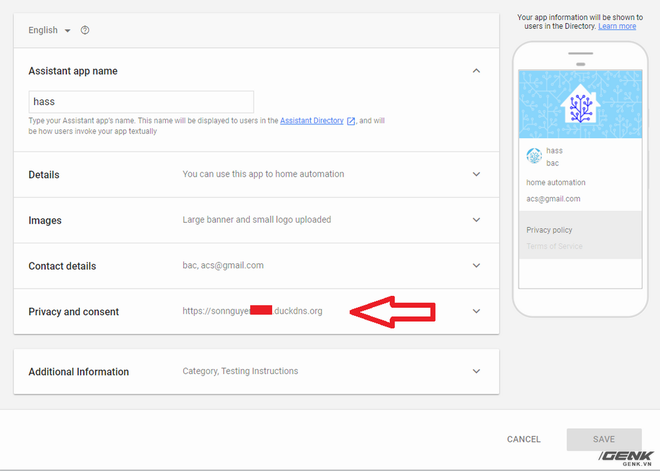 English
Assistant app name
hass
Type your Assistant app's name. This name will be displayed to users in the Assistant Directory, and will
be how users invoke your app textually
Details
You can use this app to home automation
Images
Large banner and small logo uploaded
Contact details
bac, acs@gmail.com
Privacy and consent
https://sonnguye .duckdns.org
Additional Information
Category, Testing Instructions
Your app information will be shown to
users in the Directory. Learn more
hass
bac
home automation
acs@gmail.com
Privacy policy
Terms of Service
CANCEL
SAVE
GENK
GENK.VN